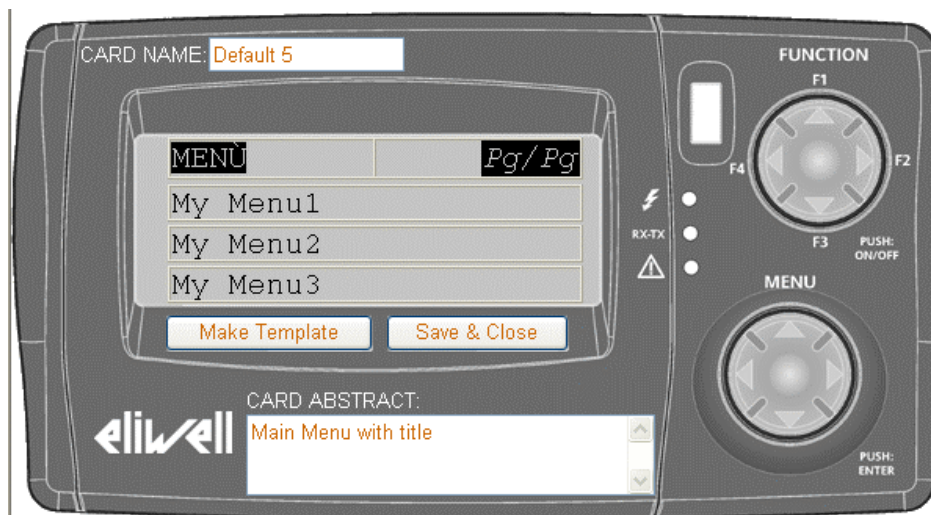 CARD NAME: Default 5
MENÙ Pg/Pg
My Menu1
My Menu2
My Menu3
Make Template Save & Close
eliwell
CARD ABSTRACT:
Main Menu with title
FUNCTION
F1
F4 F2
F3
PUSH:
ON/OFF
RX-TX
MENU
PUSH:
ENTER